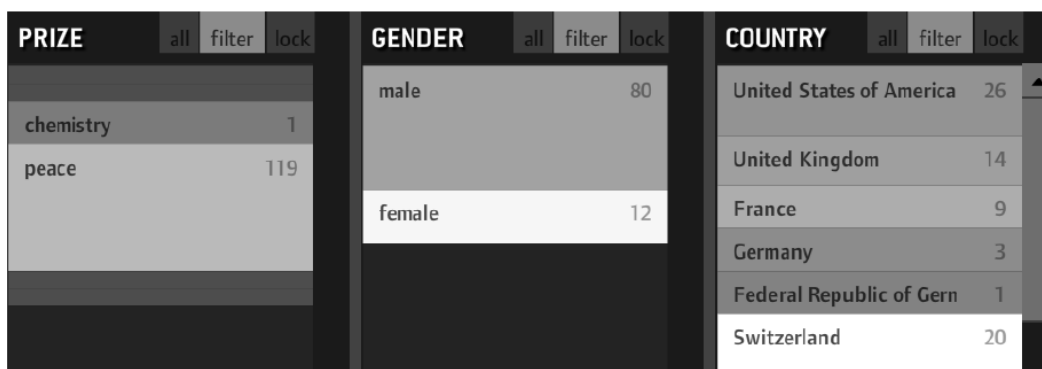 PRIZE all filter lock
chemistry 1
peace 119
GENDER all filter lock
male 80
female 12
COUNTRY all filter lock
United States of America 26
United Kingdom 14
France 9
Germany 3
Federal Republic of Gern 1
Switzerland 20